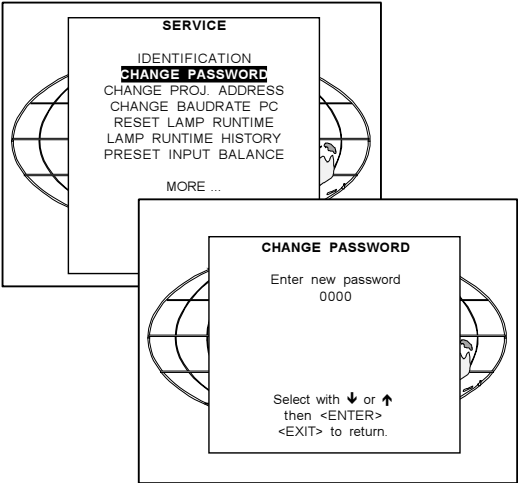 SERVICE
IDENTIFICATION
CHANGE PASSWORD
CHANGE PROJ. ADDRESS
CHANGE BAUDRATE PC
RESET LAMP RUNTIME
LAMP RUNTIME HISTORY
PRESET INPUT BALANCE
MORE ...
CHANGE PASSWORD
Enter new password
0000
Select with ↓ or ↑
then <ENTER>
<EXIT> to return.